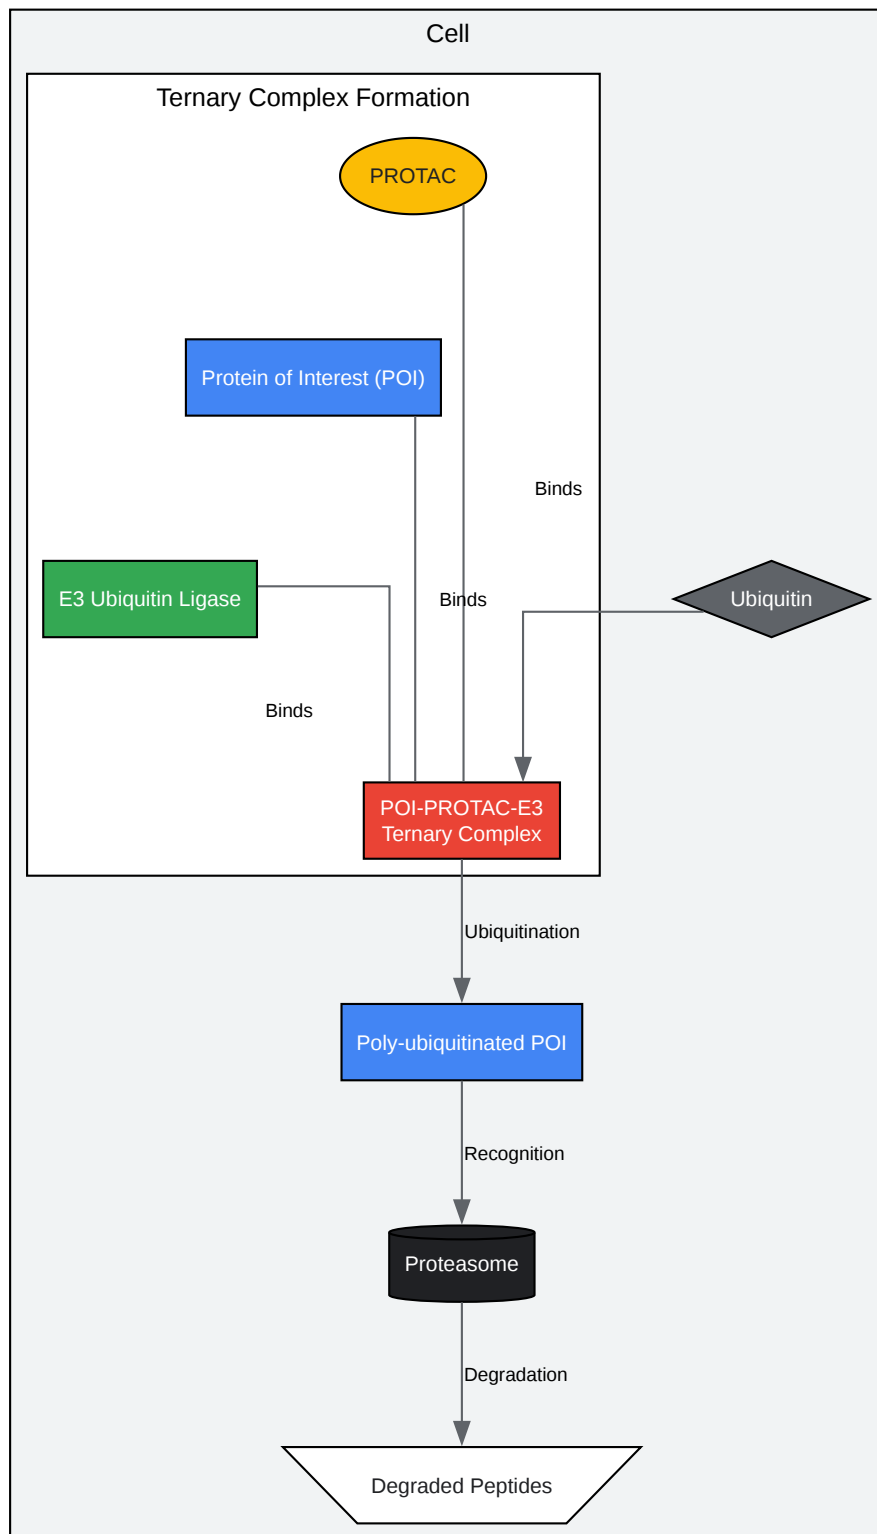 Cell
Ternary Complex Formation
PROTAC
Protein of Interest (POI)
Binds
E3 Ubiquitin Ligase
Binds
Ubiquitin
Binds
POI-PROTAC-E3
Ternary Complex
Ubiquitination
Poly-ubiquitinated POI
Recognition
Proteasome
Degradation
Degraded Peptides